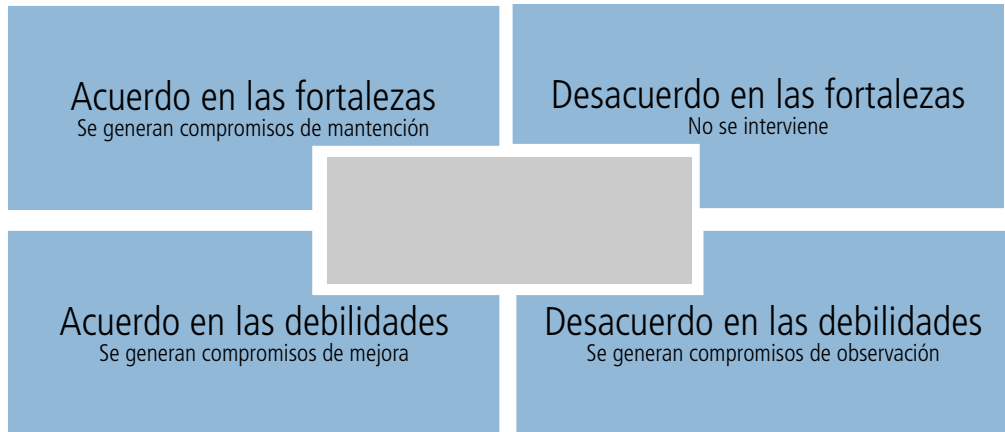 Acuerdo en las fortalezas
Se generan compromisos de mantención
Desacuerdo en las fortalezas
No se interviene
Acuerdo en las debilidades
Se generan compromisos de mejora
Desacuerdo en las debilidades
Se generan compromisos de observación